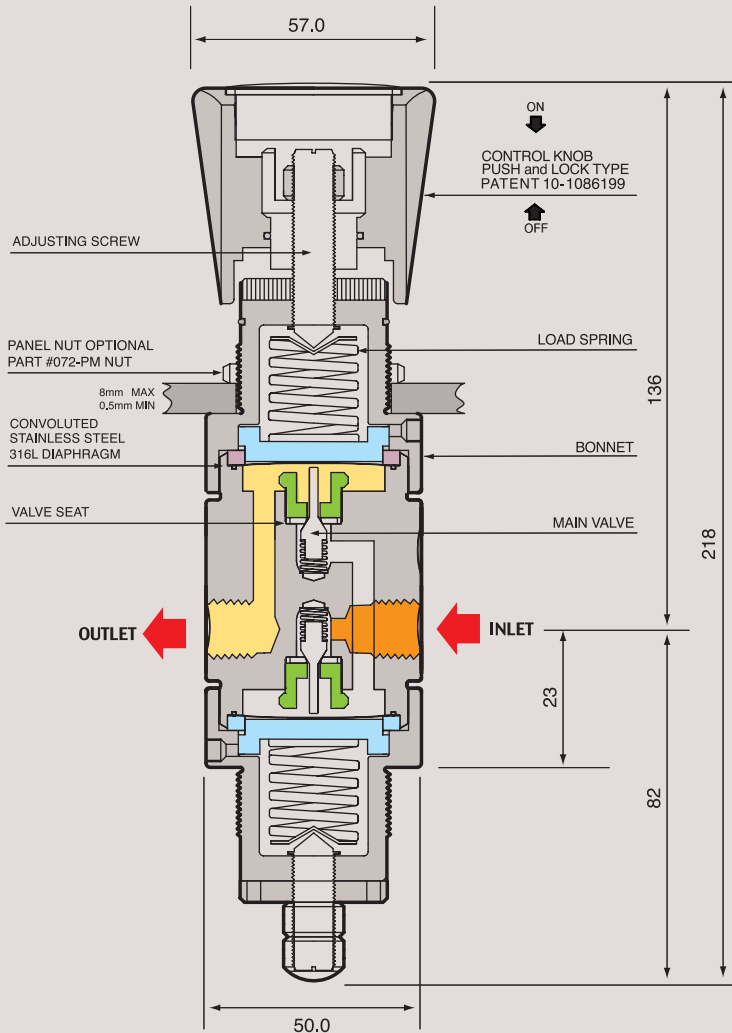 57.0
ON
CONTROL KNOB
PUSH and LOCK TYPE
PATENT 10-1086199
OFF
ADJUSTING SCREW
PANEL NUT OPTIONAL
PART #072-PM NUT
LOAD SPRING
8mm MAX
0.5mm MIN
136
CONVOLUTED
STAINLESS STEEL
316L DIAPHRAGM
BONNET
VALVE SEAT
MAIN VALVE
218
OUTLET
INLET
23
82
50.0